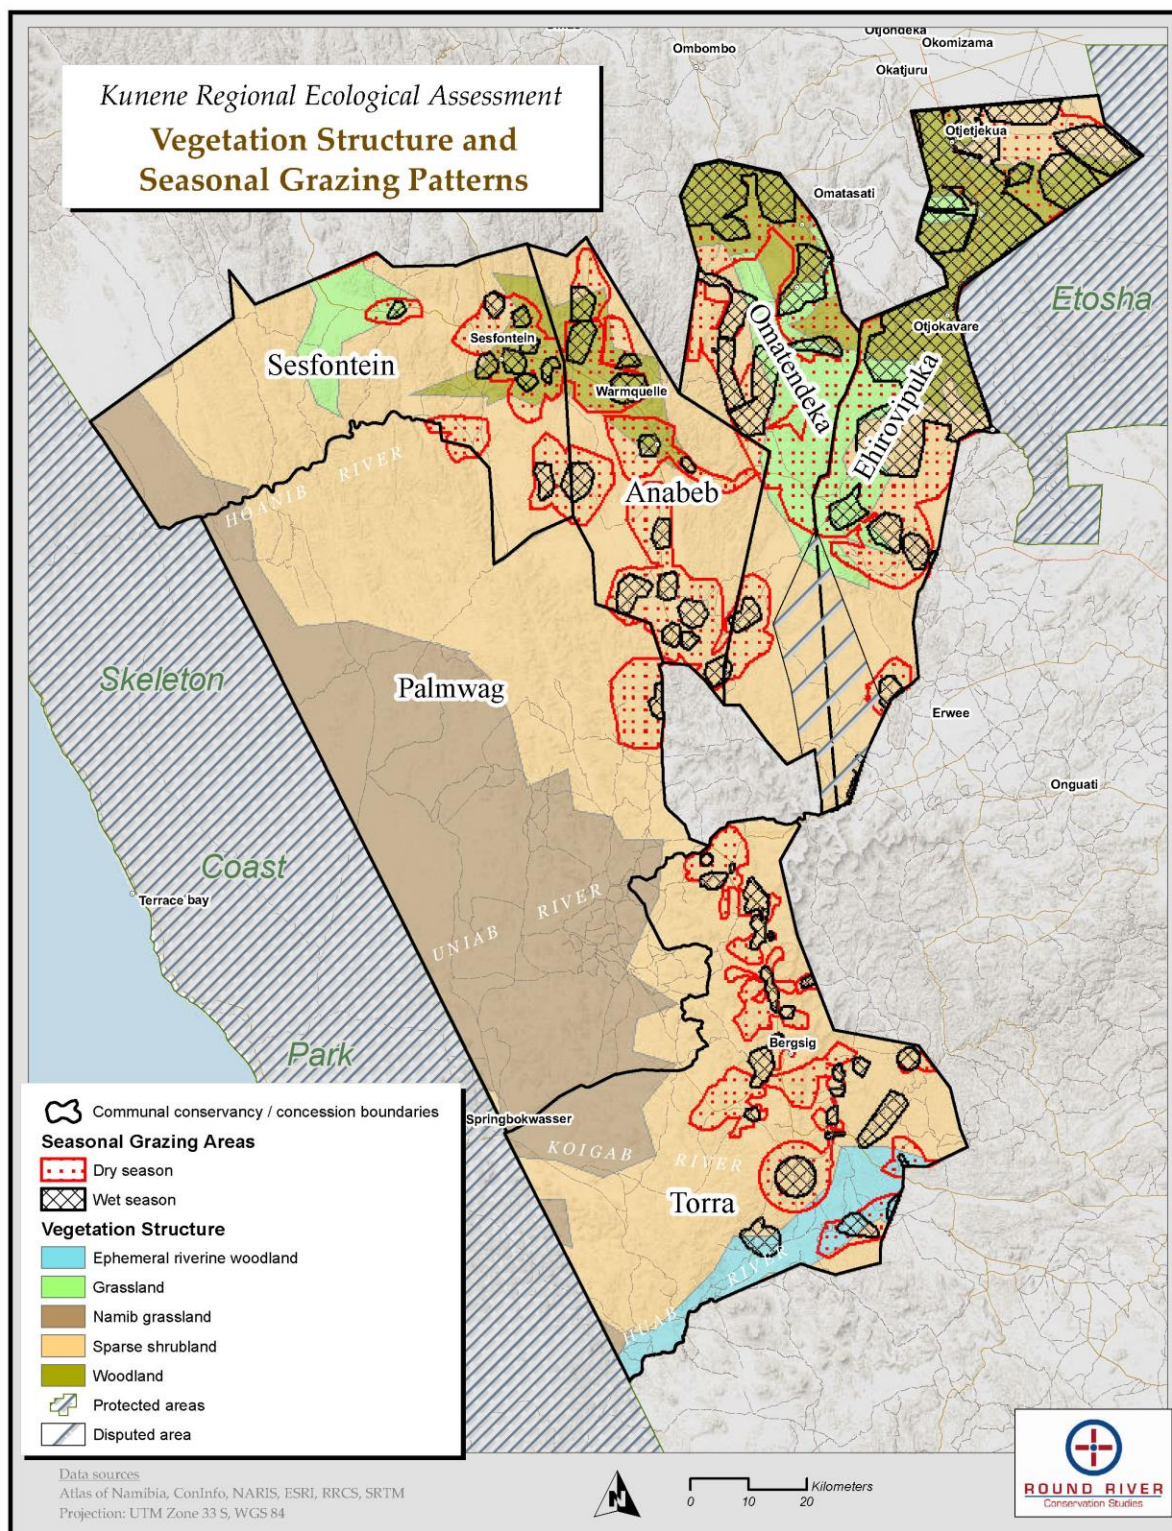 Kunene Regional Ecological Assessment
Vegetation Structure and
Seasonal Grazing Patterns
Ombombo
Otjondeka
Okomizama
Okatjuru
Otjetjekua
Omatasati
Etosha
Otjokavare
Sesfontein
Sesfontein
Warmquelle
Omatendeka
Ehirovipuka
Anabeb
HOANIB RIVER
Skeleton
Palmwag
Erwee
Onguati
Coast
Terrace bay
UNIAB RIVER
Park
Bergsig
Springbokwasser
KOIGAB RIVER
Torra
HUAB RIVER
Communal conservancy / concession boundaries
Seasonal Grazing Areas
Dry season
Wet season
Vegetation Structure
Ephemeral riverine woodland
Grassland
Namib grassland
Sparse shrubland
Woodland
Protected areas
Disputed area
Data sources
Atlas of Namibia, ConInfo, NARIS, ESRI, RRCS, SRTM
Projection: UTM Zone 33 S, WGS 84
N
Kilometers
0 10 20
ROUND RIVER
Conservation Studies